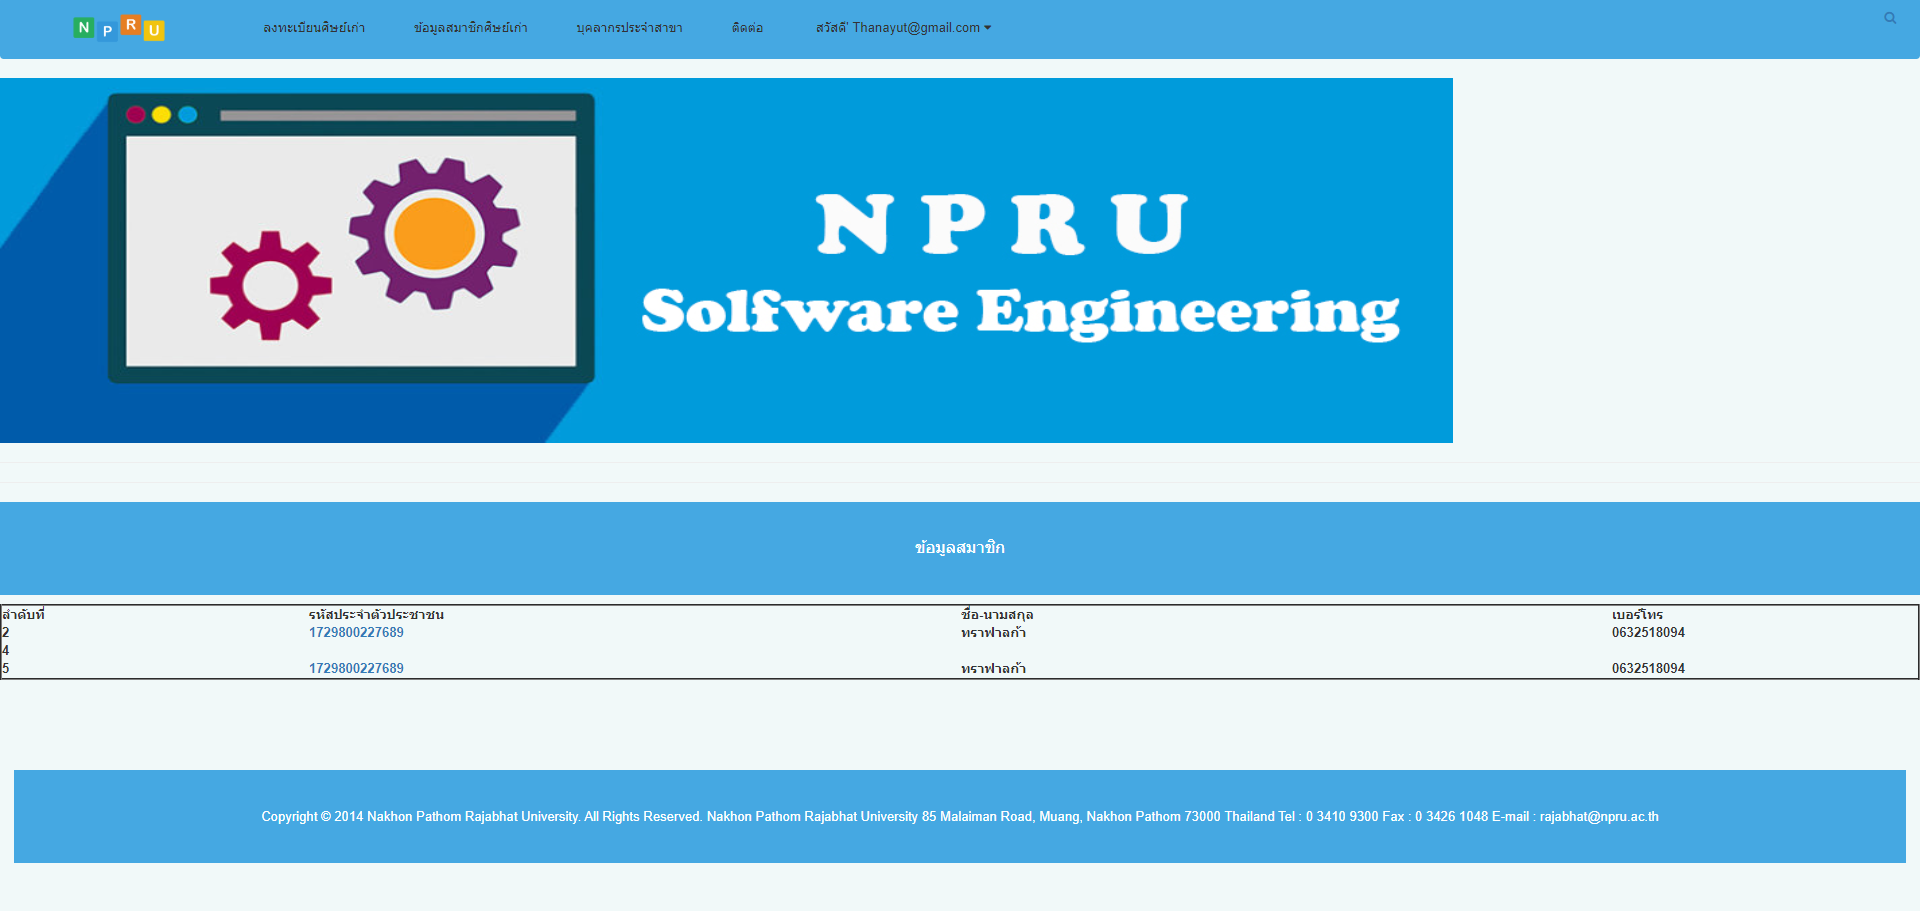 N P R U ลงทะเบียนศิษย์เก่า ข้อมูลสมาชิกศิษย์เก่า บุคลากรประจำสาขา ติดต่อ สวัสดี' Thanayut@gmail.com
N P R U
Solfware Engineering
ข้อมูลสมาชิก
ลำดับที่ รหัสประจำตัวประชาชน ชื่อ-นามสกุล เบอร์โทร
2 1729800227689 ทราฟาลก้า 0632518094
4
5 1729800227689 ทราฟาลก้า 0632518094
Copyright © 2014 Nakhon Pathom Rajabhat University. All Rights Reserved. Nakhon Pathom Rajabhat University 85 Malaiman Road, Muang, Nakhon Pathom 73000 Thailand Tel : 0 3410 9300 Fax : 0 3426 1048 E-mail : rajabhat@npru.ac.th